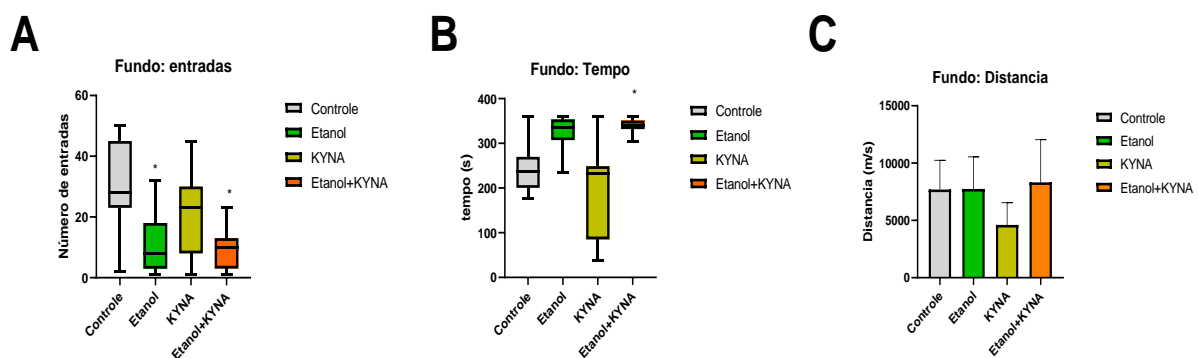 A
Fundo: entradas
Número de entradas
60
40
20
0
*
*
Controle
Etanol
KYNA
Etanol+KYNA
Controle
Etanol
KYNA
Etanol+KYNA
B
Fundo: Tempo
tempo (s)
400
300
200
100
0
*
Controle
Etanol
KYNA
Etanol+KYNA
Controle
Etanol
KYNA
Etanol+KYNA
C
Fundo: Distancia
Distancia (m/s)
15000
10000
5000
0
Controle
Etanol
KYNA
Etanol+KYNA
Controle
Etanol
KYNA
Etanol+KYNA